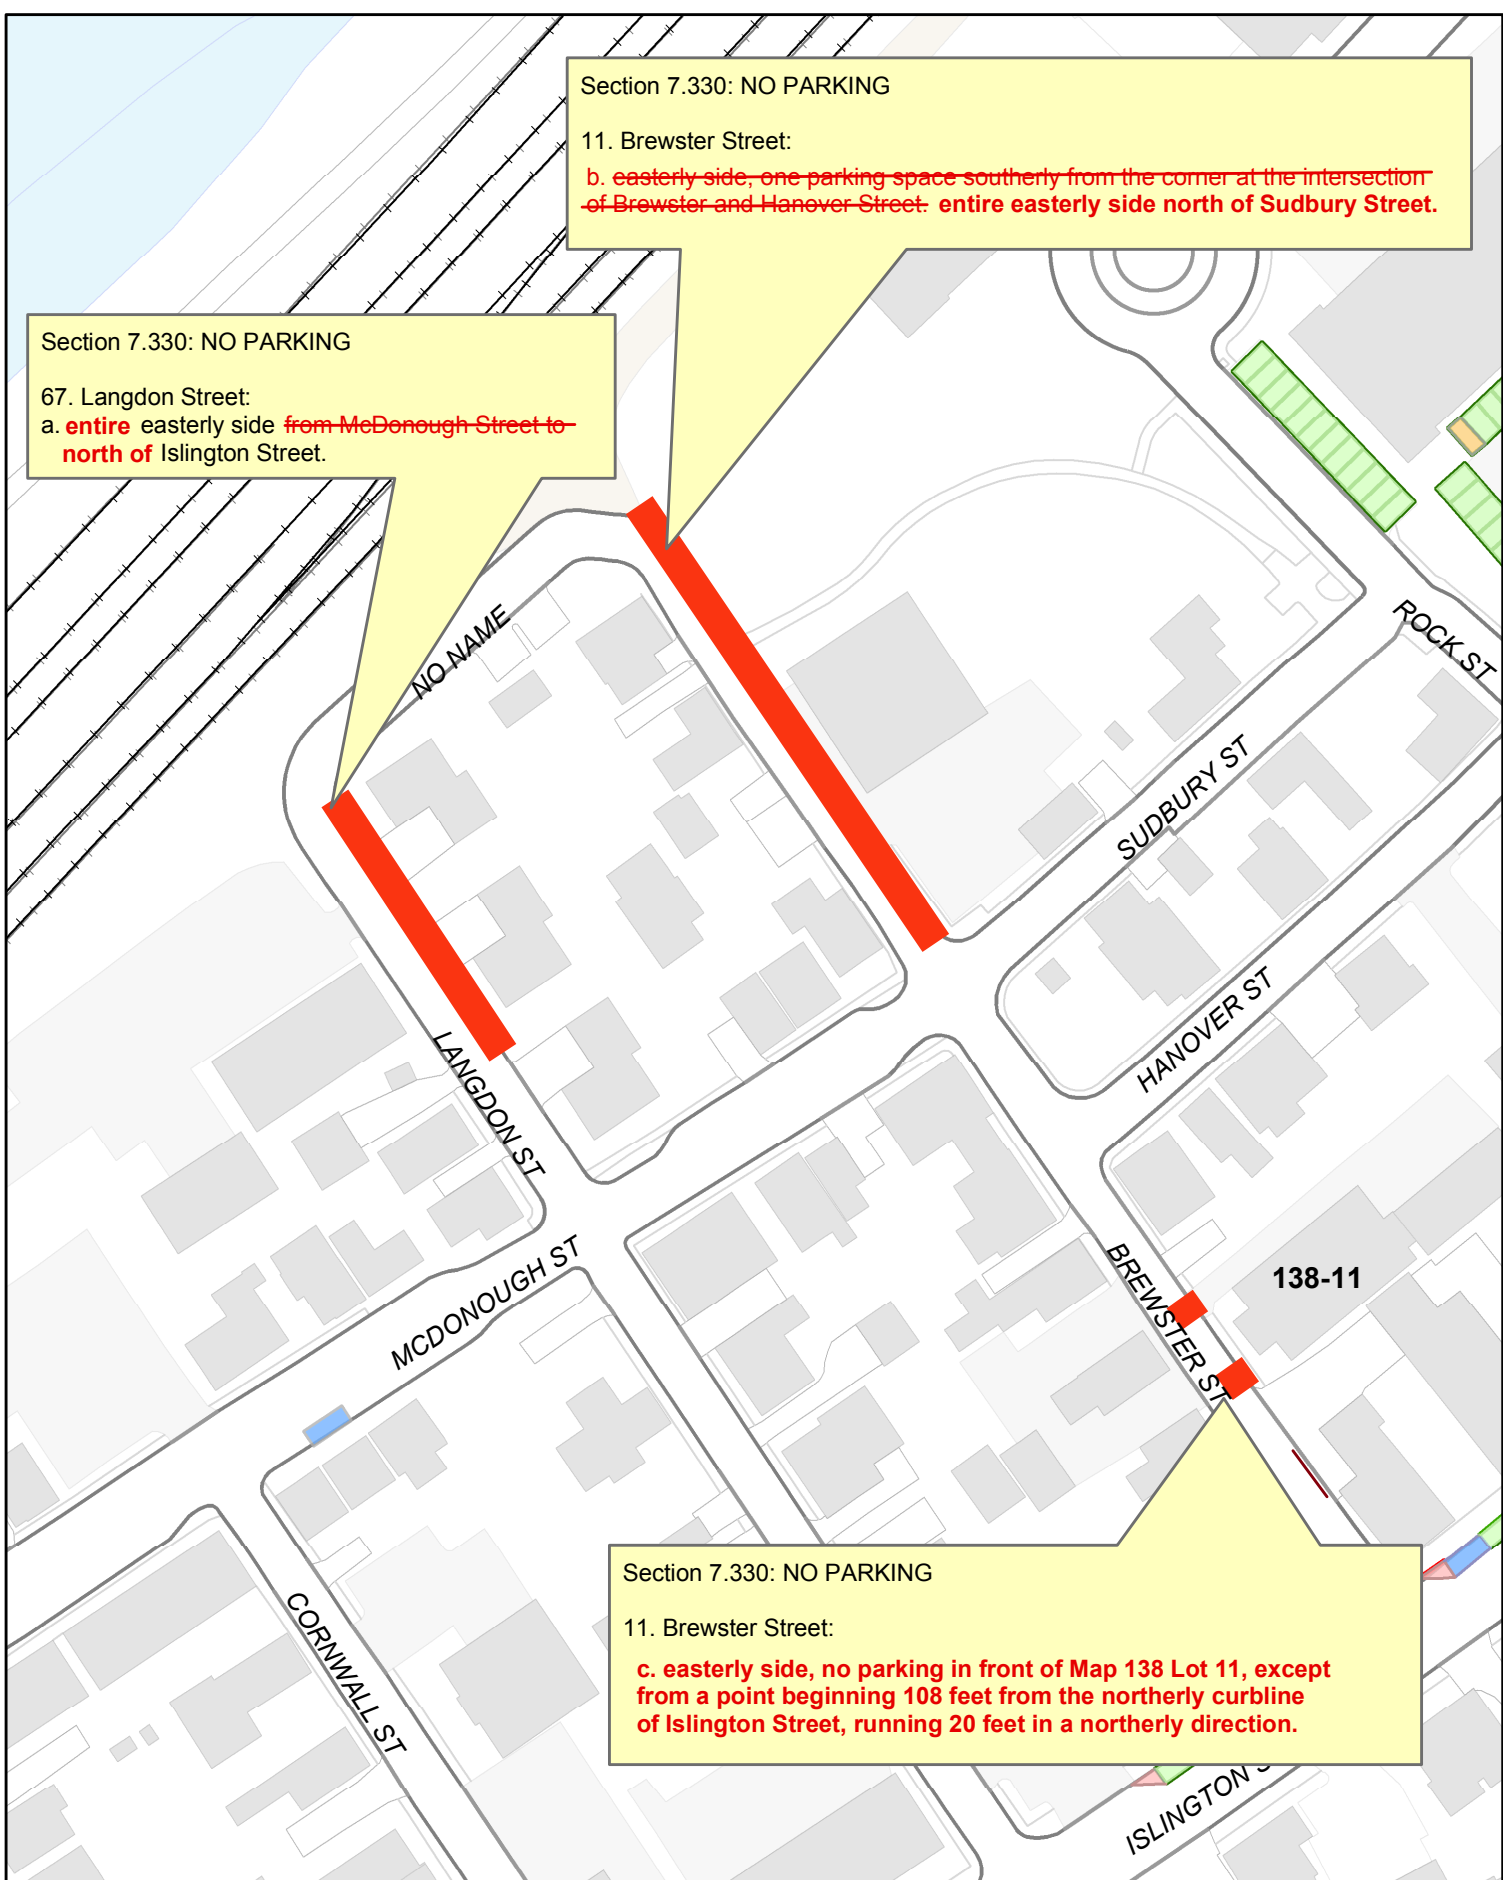 Section 7.330: NO PARKING
11. Brewster Street:
b. easterly side, one parking space southerly from the corner at the intersection
of Brewster and Hanover Street. entire easterly side north of Sudbury Street.
Section 7.330: NO PARKING
67. Langdon Street:
a. entire easterly side from McDonough Street to
north of Islington Street.
NO NAME
ROCK ST
SUDBURY ST
HANOVER ST
LANGDON ST
MCDONOUGH ST
BREWSTER ST
138-11
CORNWALL ST
Section 7.330: NO PARKING
11. Brewster Street:
c. easterly side, no parking in front of Map 138 Lot 11, except
from a point beginning 108 feet from the northerly curbline
of Islington Street, running 20 feet in a northerly direction.
ISLINGTON S